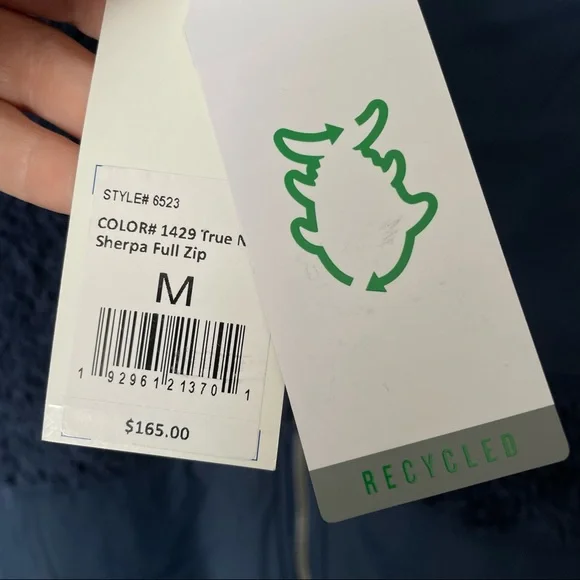 STYLE# 6523
COLOR# 1429 True
Sherpa Full Zip
M
1 92961 21370 1
$165.00
RECYCLED